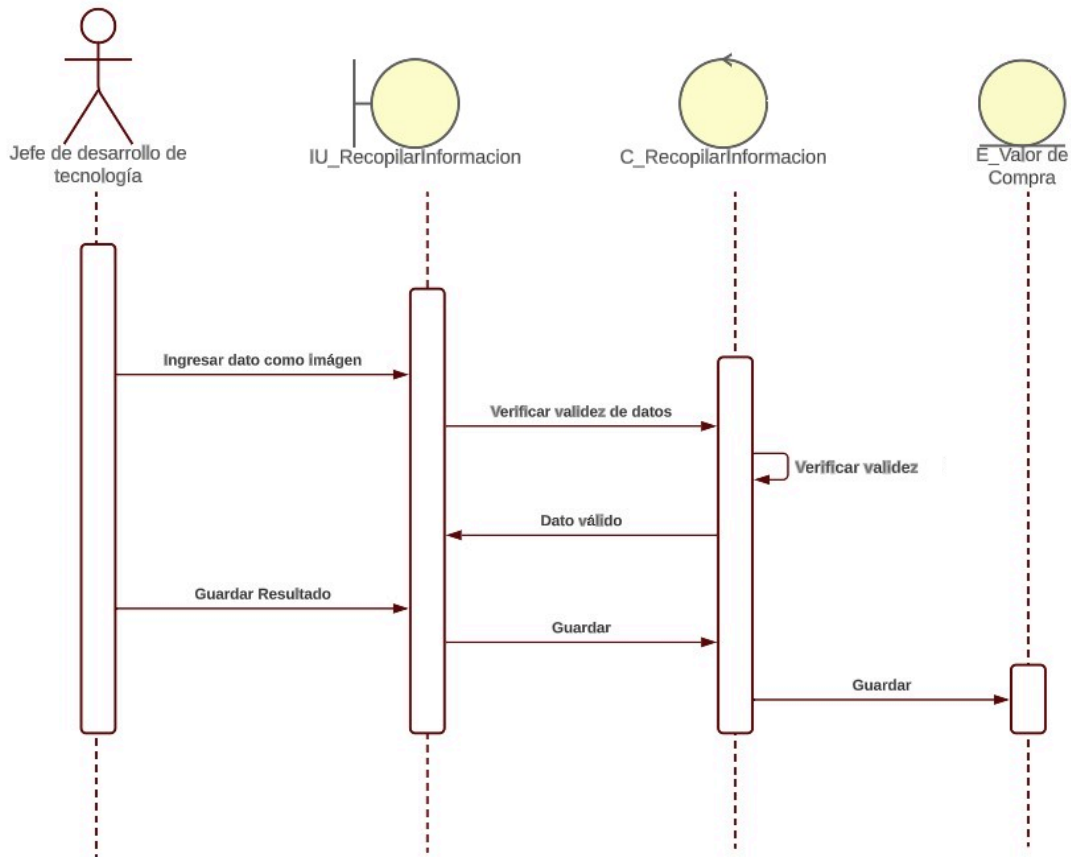 Jefe de desarrollo de
tecnología
IU_RecopilarInformacion
C_RecopilarInformacion
E_Valor de
Compra
Ingresar dato como imágen
Verificar validez de datos
Verificar validez
Dato válido
Guardar Resultado
Guardar
Guardar